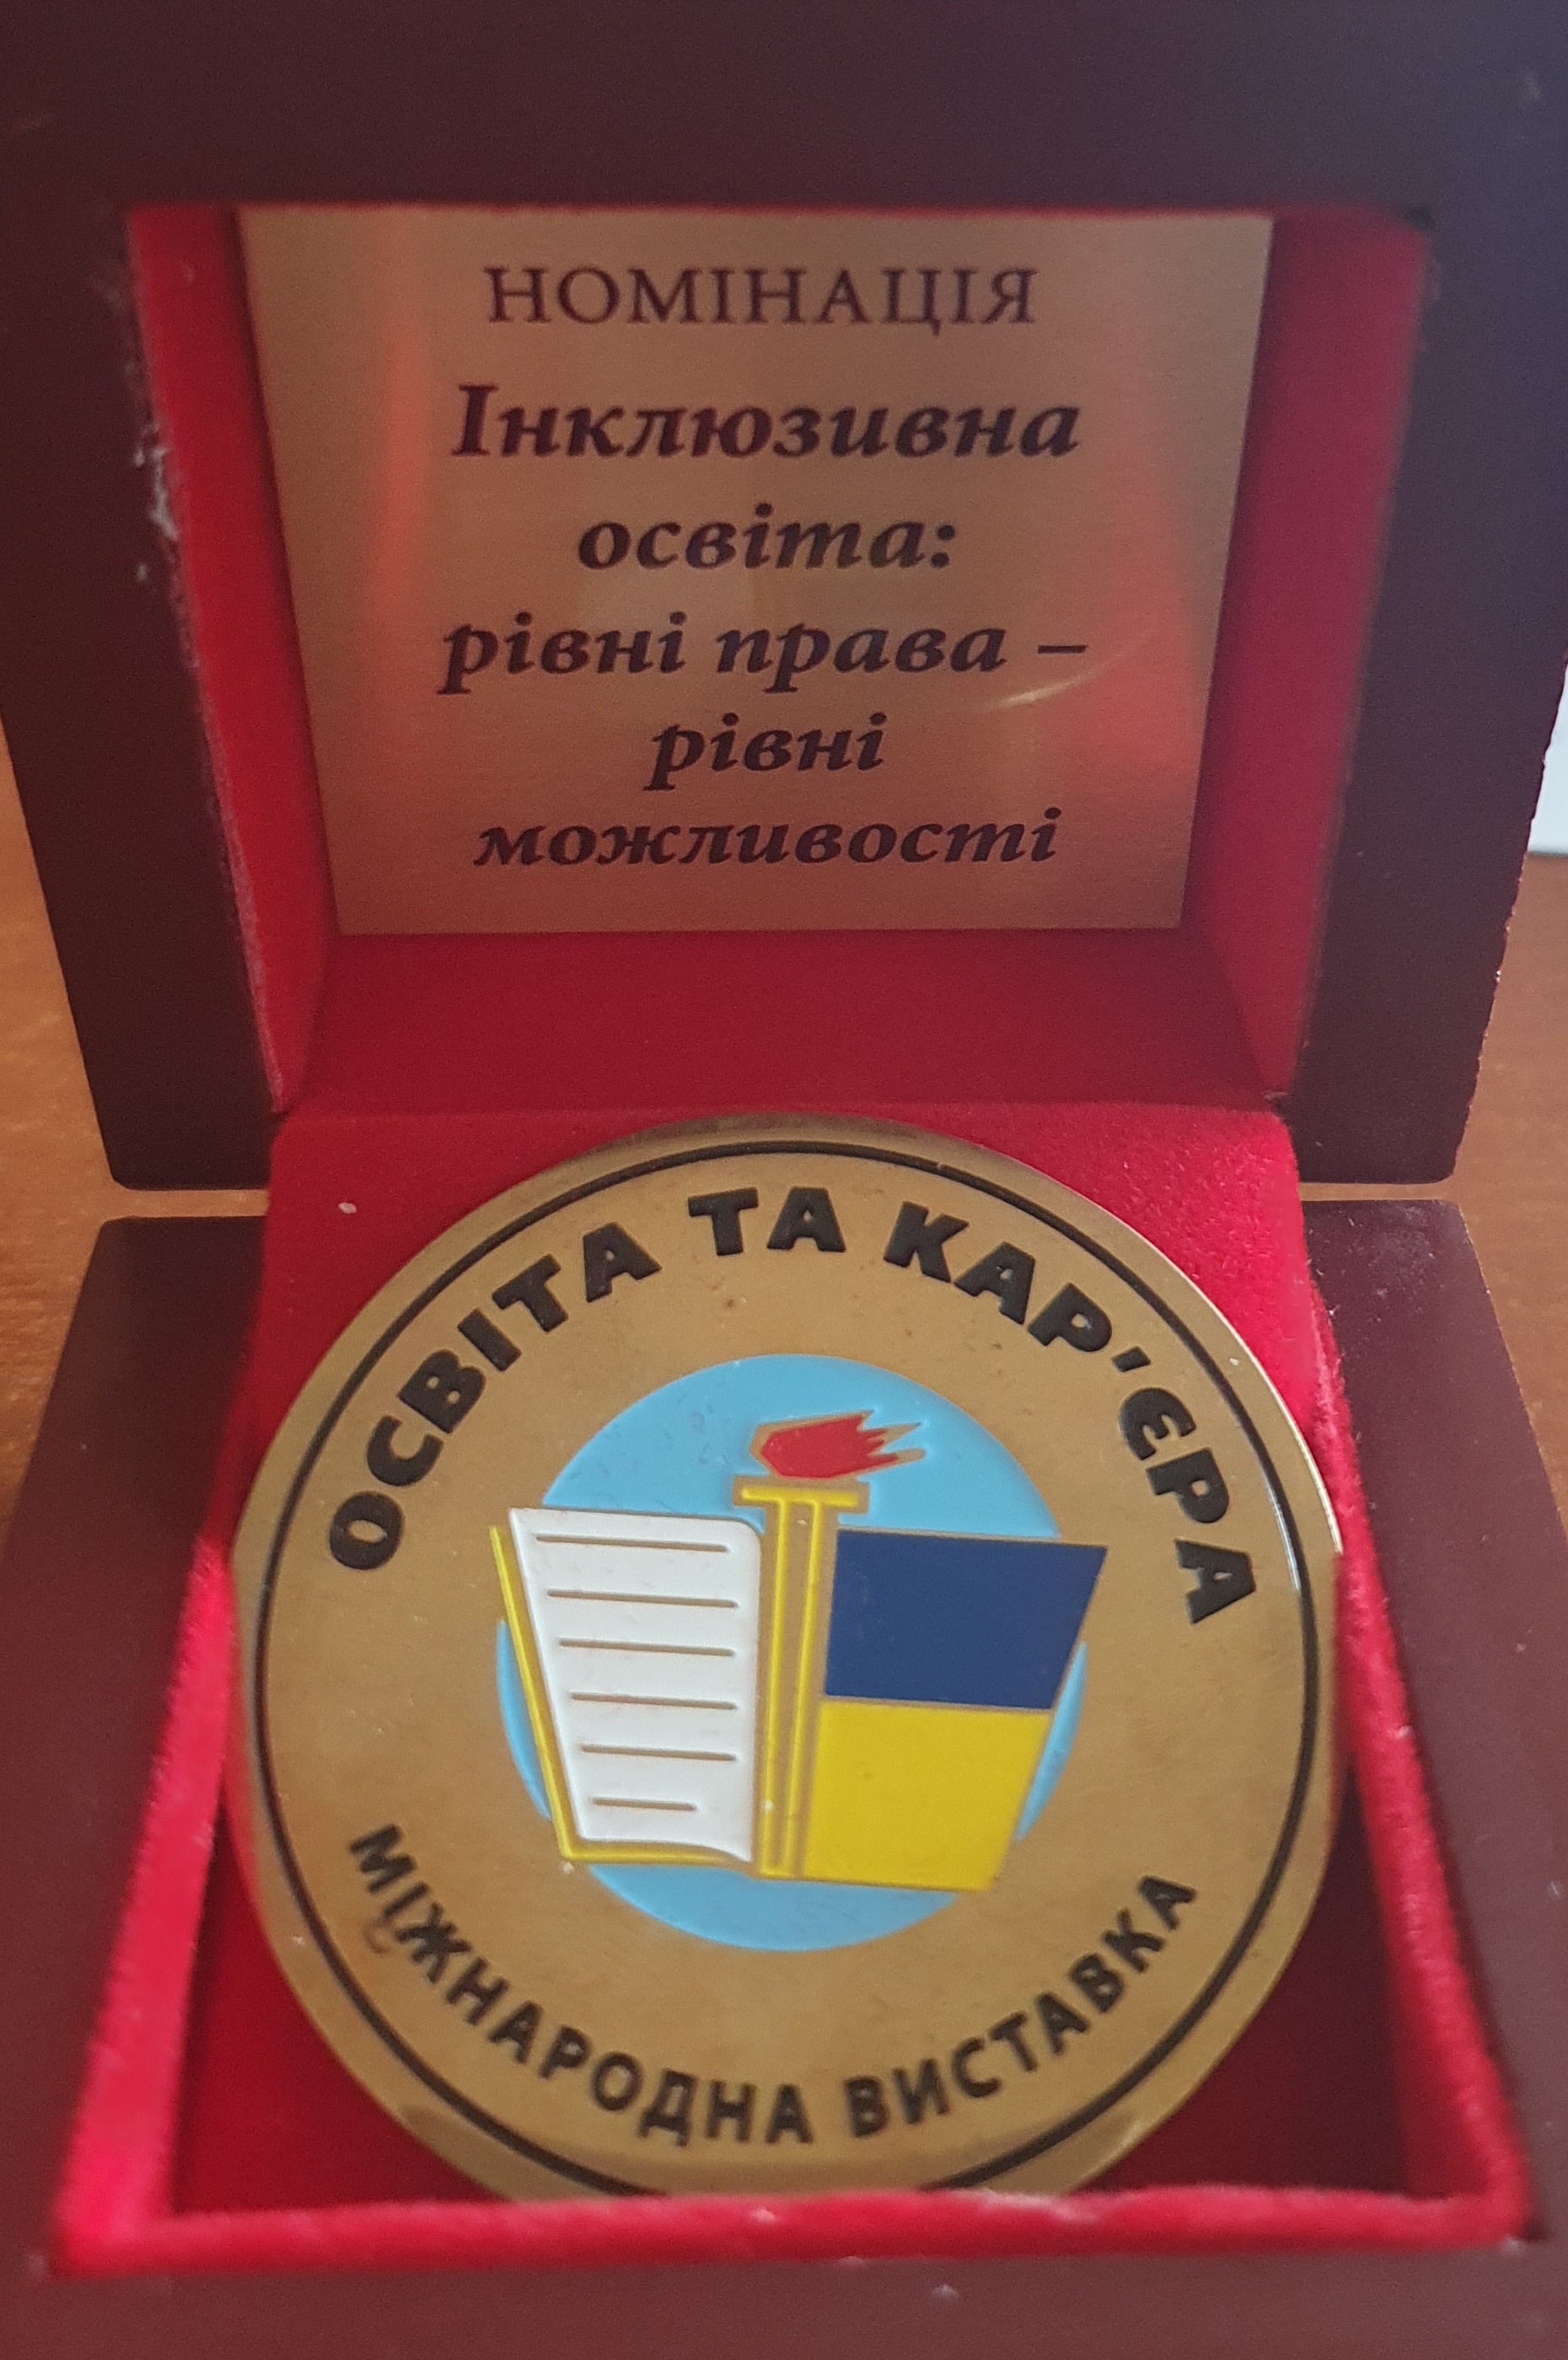 НОМІНАЦІЯ
Інклюзивна
освіта:
рівні права –
рівні
можливості
ОСВІТА ТА КАР'ЄРА
МІЖНАРОДНА ВИСТАВКА